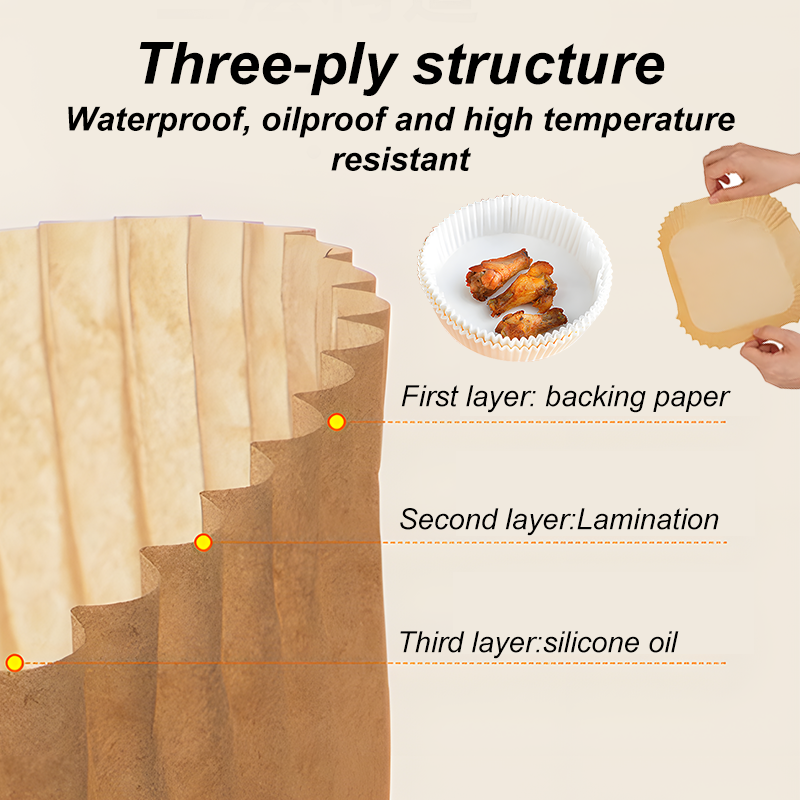 Three-ply structure
Waterproof, oilproof and high temperature
resistant
First layer: backing paper
Second layer:Lamination
Third layer:silicone oil